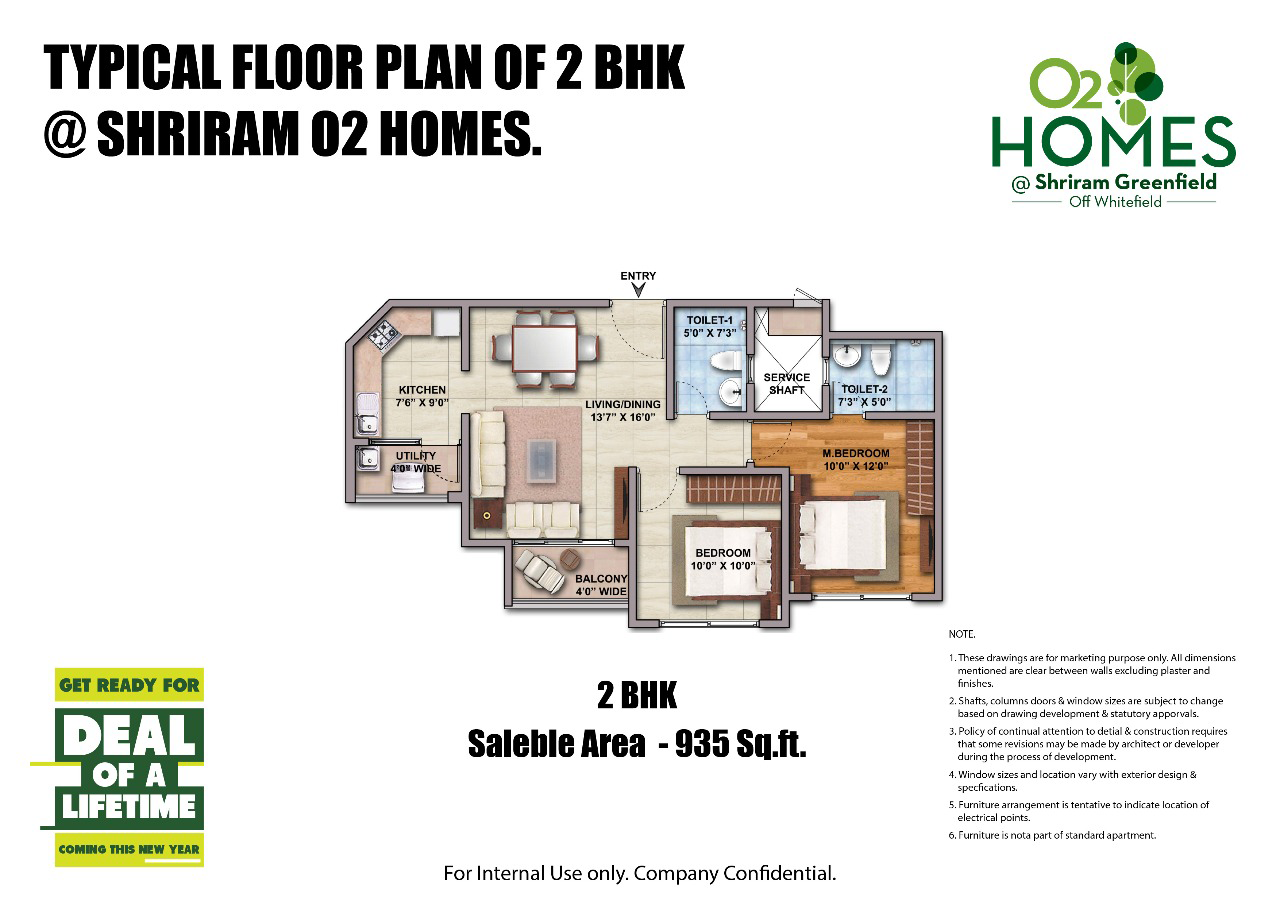 TYPICAL FLOOR PLAN OF 2 BHK
@ SHRIRAM O2 HOMES.
O2
HOMES
@ Shriram Greenfield
Off Whitefield
ENTRY
TOILET-1
5'0" X 7'3"
KITCHEN
7'6" X 9'0"
LIVING/DINING
13'7" X 16'0"
SERVICE
SHAFT
TOILET-2
7'3" X 5'0"
UTILITY
4'0" WIDE
M.BEDROOM
10'0" X 12'0"
BEDROOM
10'0" X 10'0"
BALCONY
4'0" WIDE
2 BHK
Saleble Area - 935 Sq.ft.
NOTE.
1. These drawings are for marketing purpose only. All dimensions
mentioned are clear between walls excluding plaster and
finishes.
2. Shafts, columns doors & window sizes are subject to change
based on drawing development & statutory apporvals.
3. Policy of continual attention to detial & construction requires
that some revisions may be made by architect or developer
during the process of development.
4. Window sizes and location vary with exterior design &
specfications.
5. Furniture arrangement is tentative to indicate location of
electrical points.
6. Furniture is nota part of standard apartment.
GET READY FOR
DEAL
OF A
LIFETIME
COMING THIS NEW YEAR
For Internal Use only. Company Confidential.